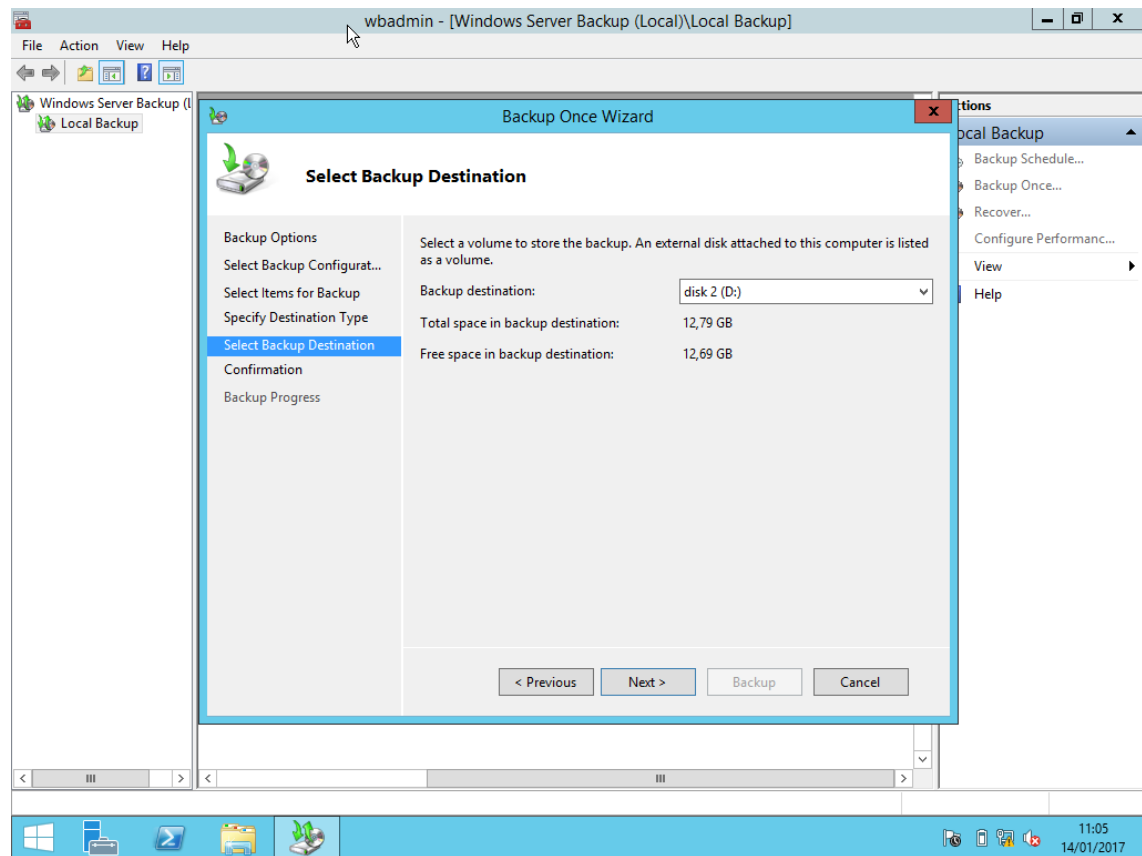 wbadmin - [Windows Server Backup (Local)\Local Backup]
File Action View Help
Windows Server Backup (L
Local Backup
Backup Once Wizard
Select Backup Destination
Backup Options
Select Backup Configurat...
Select Items for Backup
Specify Destination Type
Select Backup Destination
Confirmation
Backup Progress
Select a volume to store the backup. An external disk attached to this computer is listed
as a volume.
Backup destination: disk 2 (D:)
Total space in backup destination: 12,79 GB
Free space in backup destination: 12,69 GB
< Previous Next > Backup Cancel
ctions
ocal Backup
Backup Schedule...
Backup Once...
Recover...
Configure Performanc...
View
Help
11:05
14/01/2017